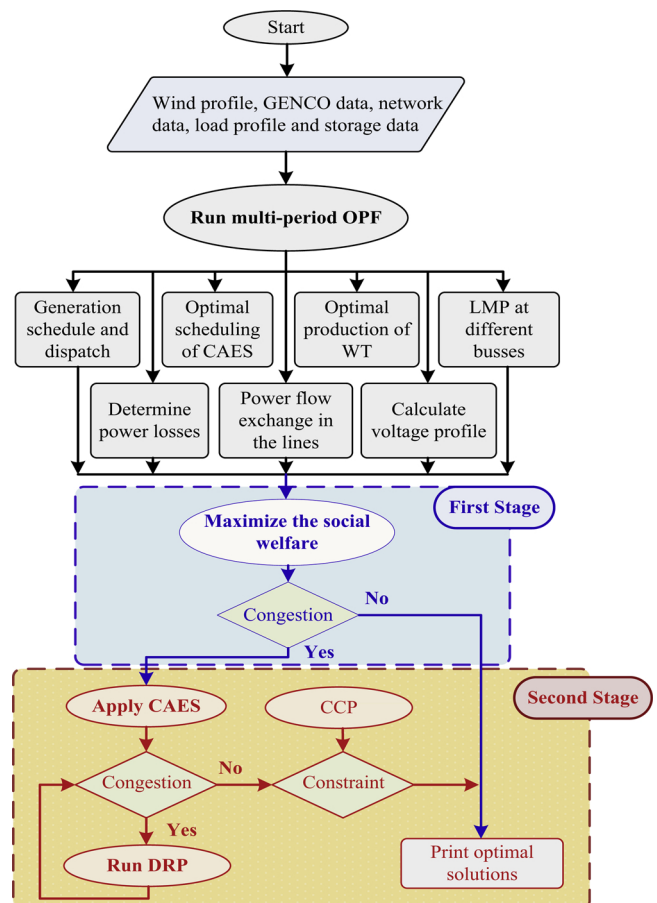 Start
Wind profile, GENCO data, network
data, load profile and storage data
Run multi-period OPF
Generation
schedule and
dispatch
Optimal
scheduling
of CAES
Optimal
production of
WT
LMP at
different
busses
Determine
power losses
Power flow
exchange in
the lines
Calculate
voltage profile
First Stage
Maximize the social
welfare
Congestion
No
Yes
Second Stage
Apply CAES
CCP
Congestion
No
Constraint
Yes
Run DRP
Print optimal
solutions